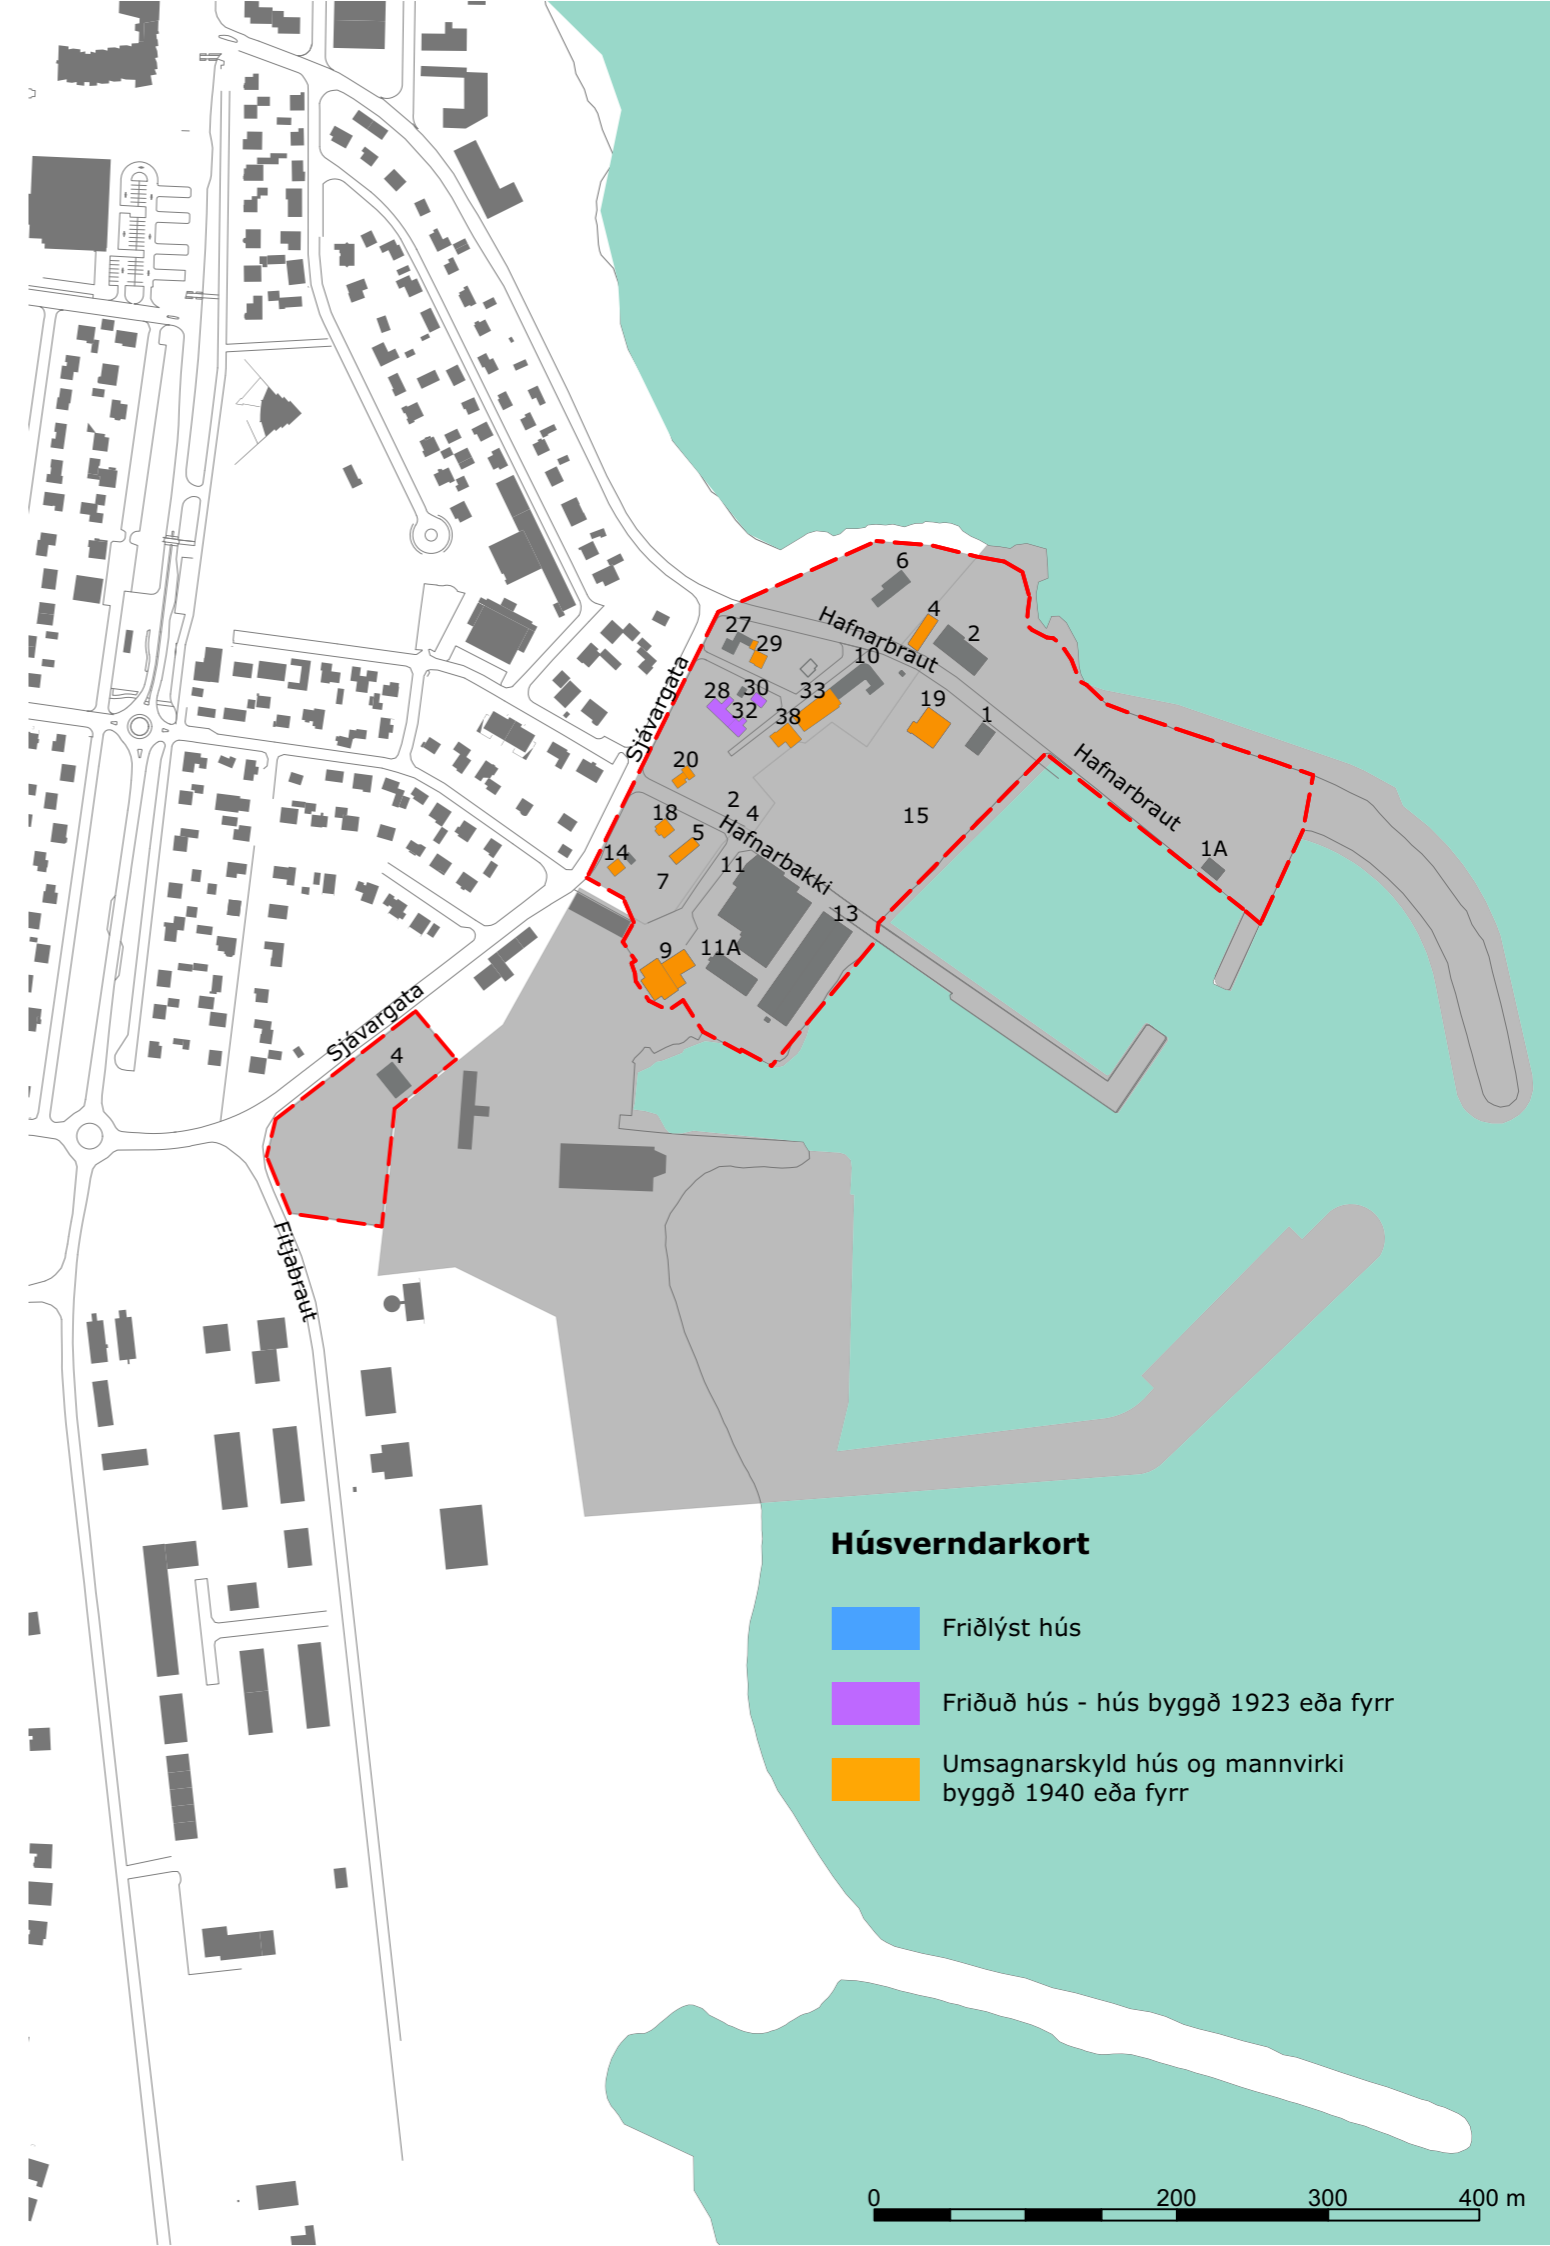 6
4
2
Hafnarbraut
27
29
10
28
30
32
33
38
19
1
Sjávargata
20
Hafnarbraut
2
4
15
18
5
Hafnarbakki
14
11
7
1A
13
9
11A
Sjávargata
4
Fitjabraut
Húsverndarkort
Friðlýst hús
Friðuð hús - hús byggð 1923 eða fyrr
Umsagnarskyld hús og mannvirki
byggð 1940 eða fyrr
0 200 300 400 m